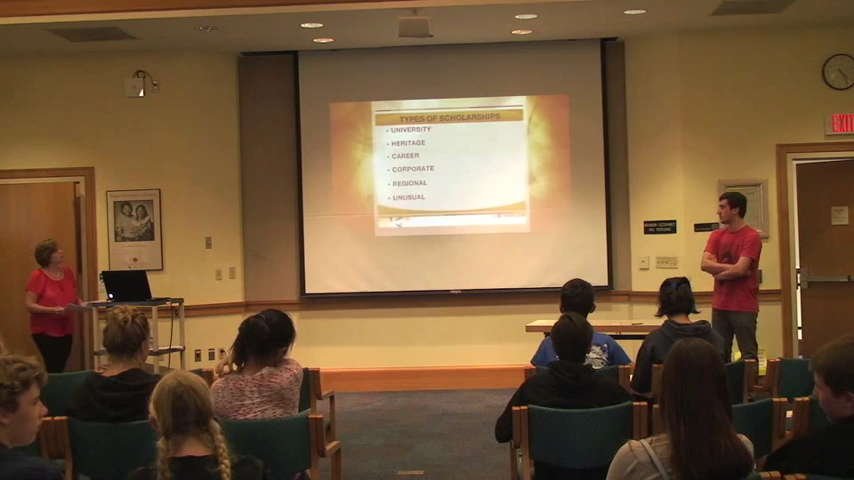 TYPES OF SCHOLARSHIPS
• UNIVERSITY
• HERITAGE
• CAREER
• CORPORATE
• REGIONAL
• UNUSUAL
EXIT